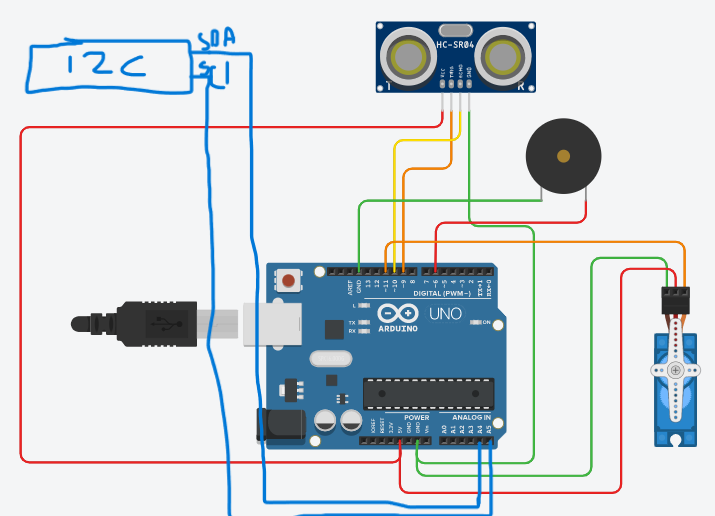 SDA
I2C
SCl
HC-SR04
VCC
TRIG
ECHO
GND
T
R
AREF
GND
13
12
~11
~10
~9
8
7
~6
~5
4
~3
2
TX→1
RX←0
DIGITAL (PWM~)
L
TX
RX
ARDUINO
UNO
ON
POWER
ANALOG IN
IOREF
RESET
3.3V
5V
GND
GND
Vin
A0
A1
A2
A3
A4
A5